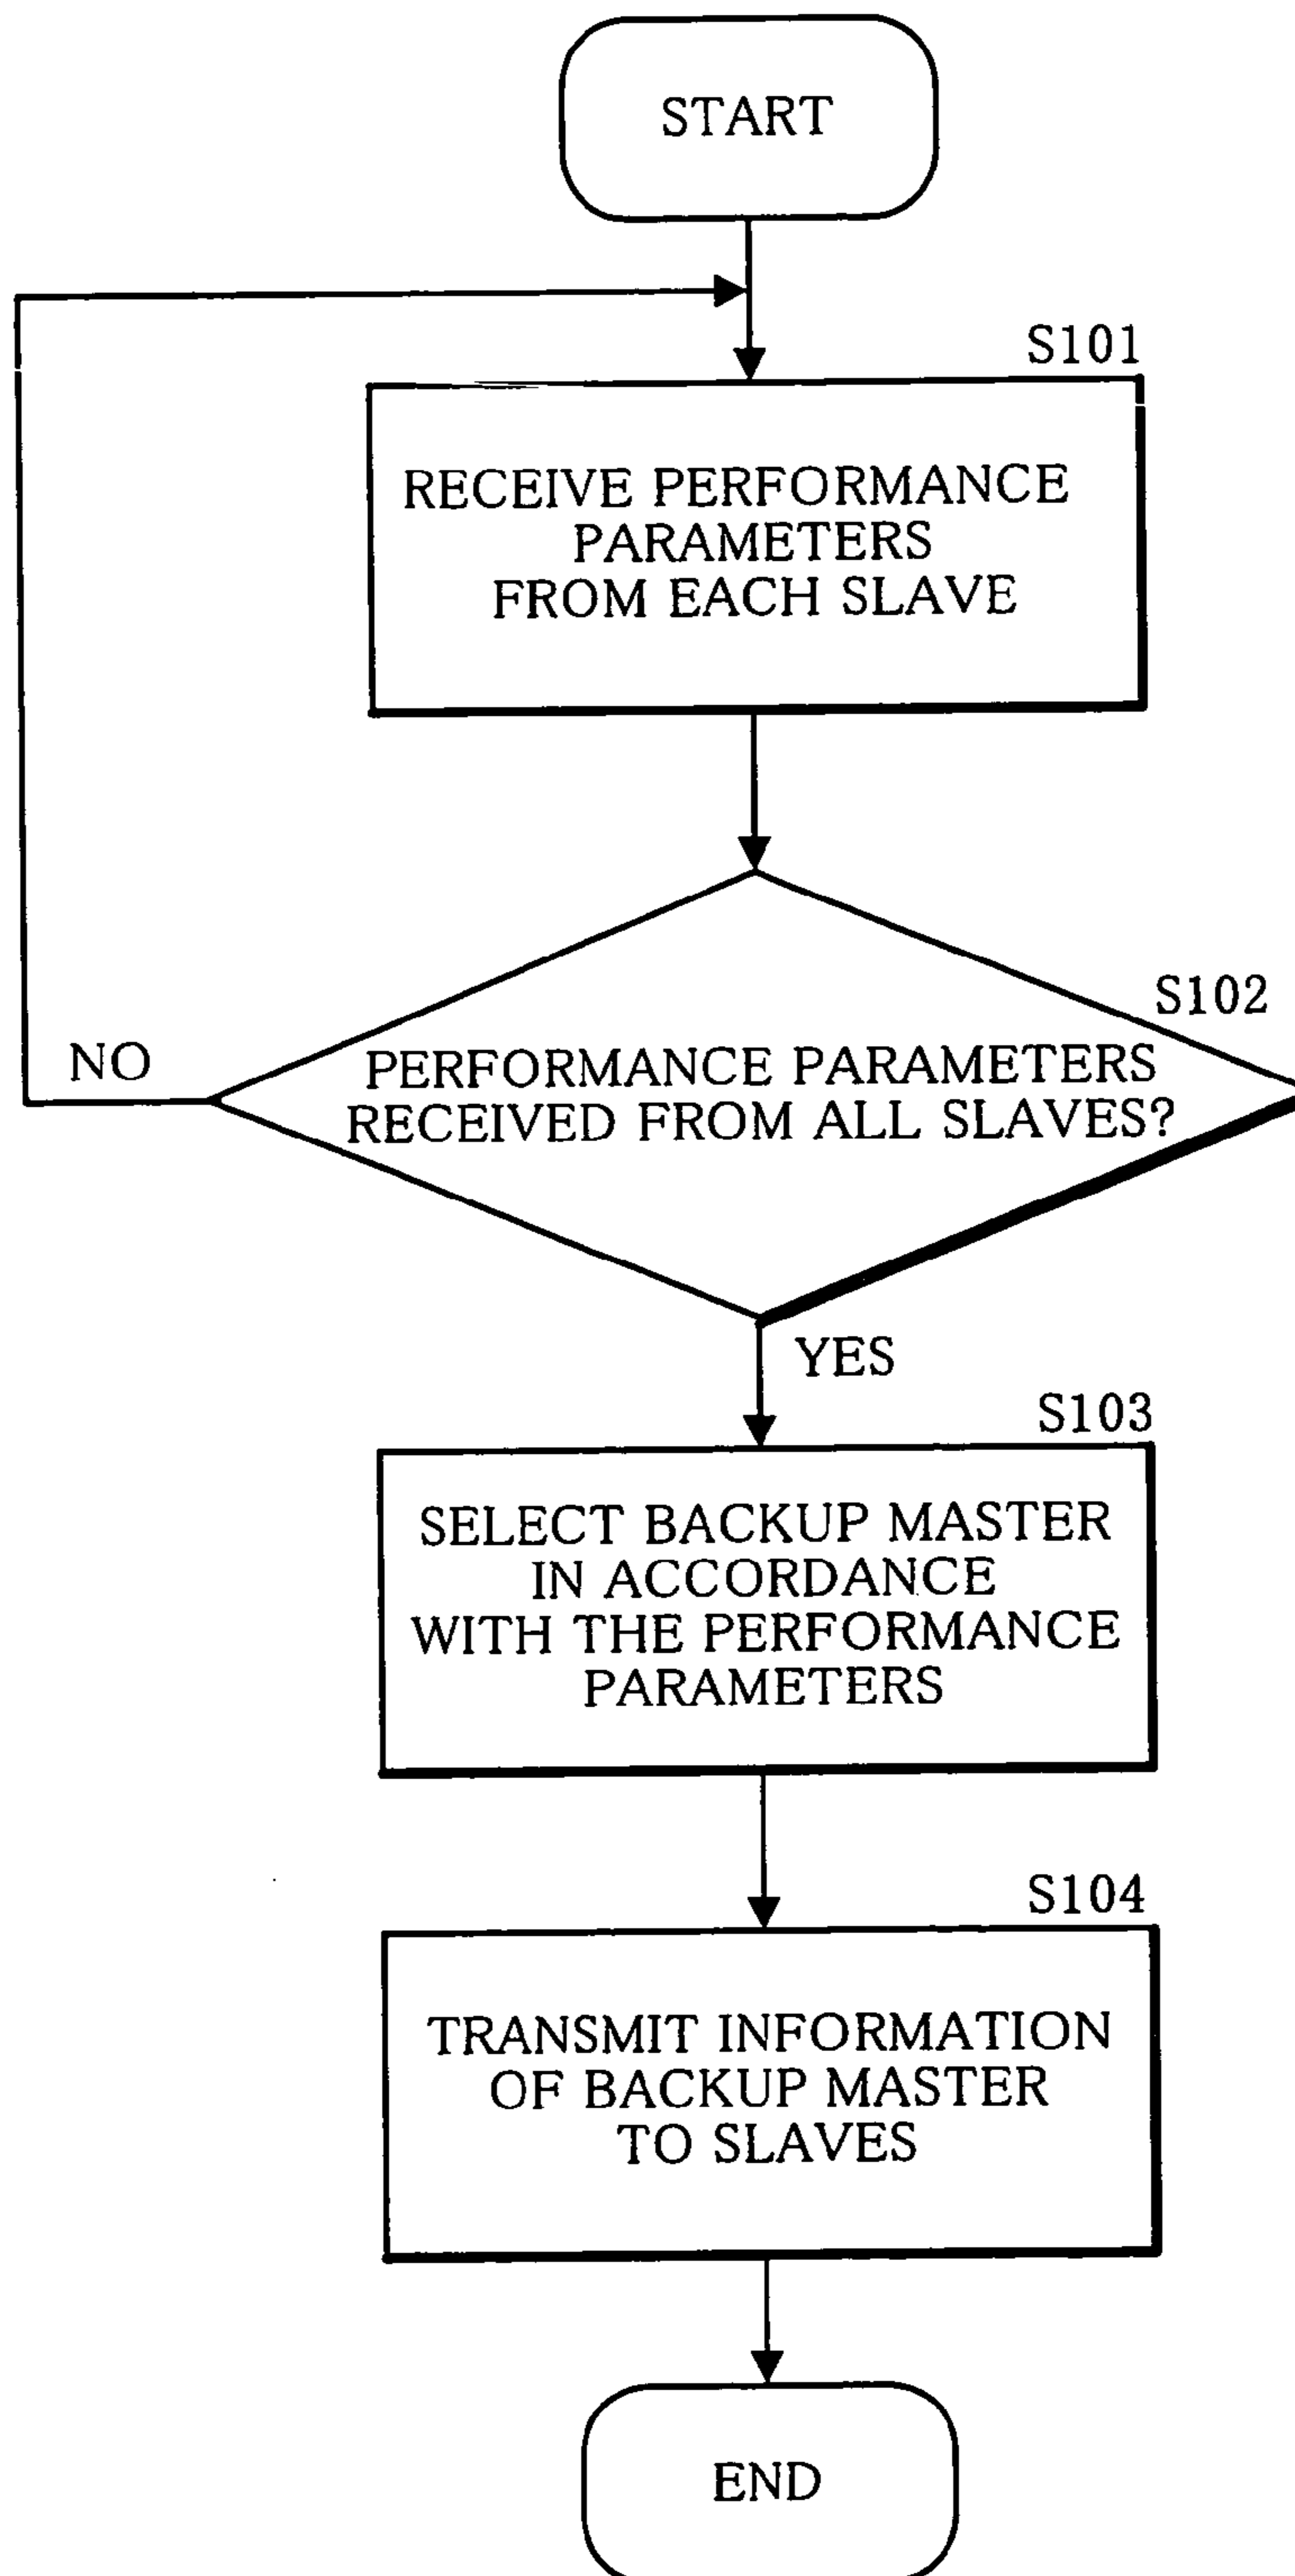 START
S101
RECEIVE PERFORMANCE
PARAMETERS
FROM EACH SLAVE
S102
NO
PERFORMANCE PARAMETERS
RECEIVED FROM ALL SLAVES?
YES
S103
SELECT BACKUP MASTER
IN ACCORDANCE
WITH THE PERFORMANCE
PARAMETERS
S104
TRANSMIT INFORMATION
OF BACKUP MASTER
TO SLAVES
END